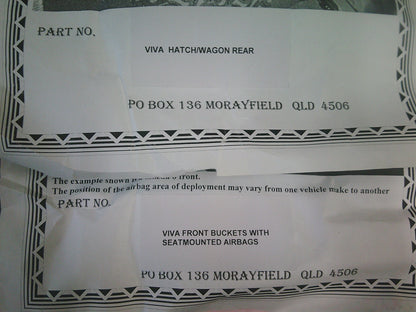 PART NO.
VIVA HATCH/WAGON REAR
PO BOX 136 MORAYFIELD QLD 4506
The example shown front.
The position of the airbag area of deployment may vary from one vehicle make to another
PART NO.
VIVA FRONT BUCKETS WITH
SEATMOUNTED AIRBAGS
PO BOX 136 MORAYFIELD QLD 4506